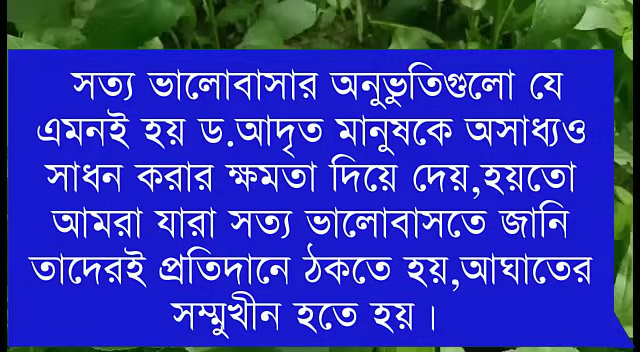 সত্য ভালোবাসার অনুভুতিগুলো যে
এমনই হয় ড.আদৃত মানুষকে অসাধ্যও
সাধন করার ক্ষমতা দিয়ে দেয়,হয়তো
আমরা যারা সত্য ভালোবাসতে জানি
তাদেরই প্রতিদানে ঠকতে হয়,আঘাতের
সম্মুখীন হতে হয়।